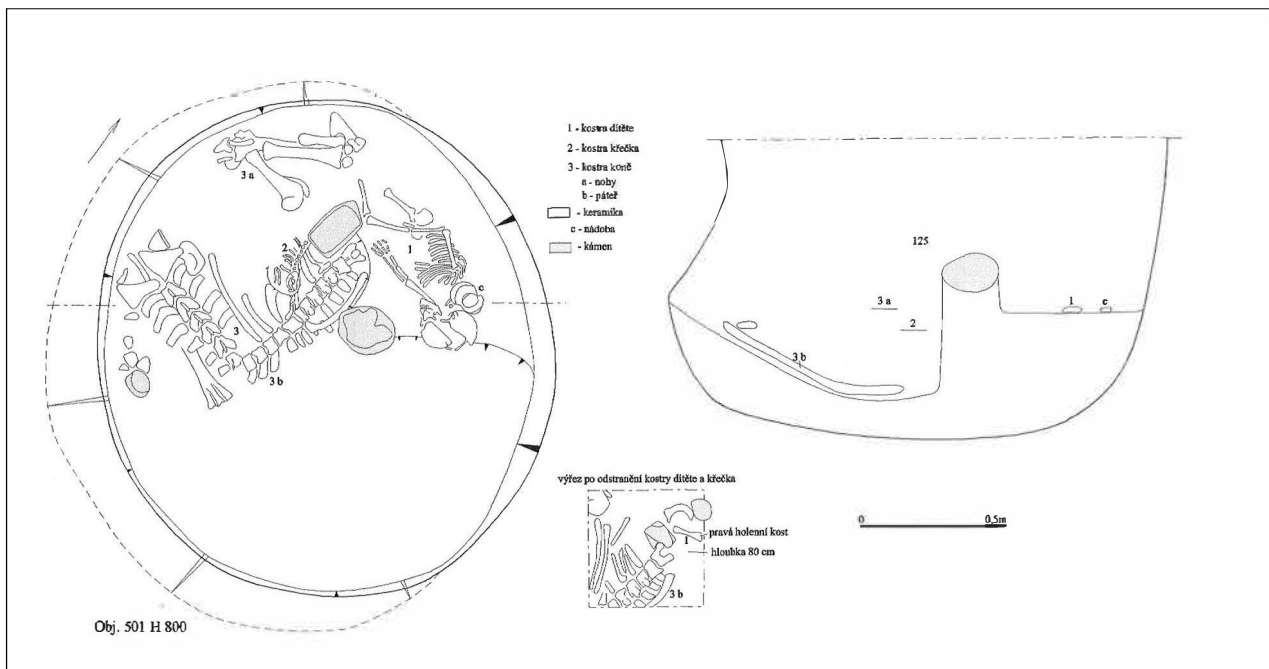 1 - kostra dítěte
2 - kostra křečka
3 - kostra koně
a - nohy
b - páteř
- keramika
c - nádoba
- kámen
3 a
2
1
c
3
3 b
125
3 a
2
1
c
3 b
výřez po odstranění kostry dítěte a křečka
1
pravá holenní kost
hloubka 80 cm
3 b
0
0,5m
Obj. 501 H 800